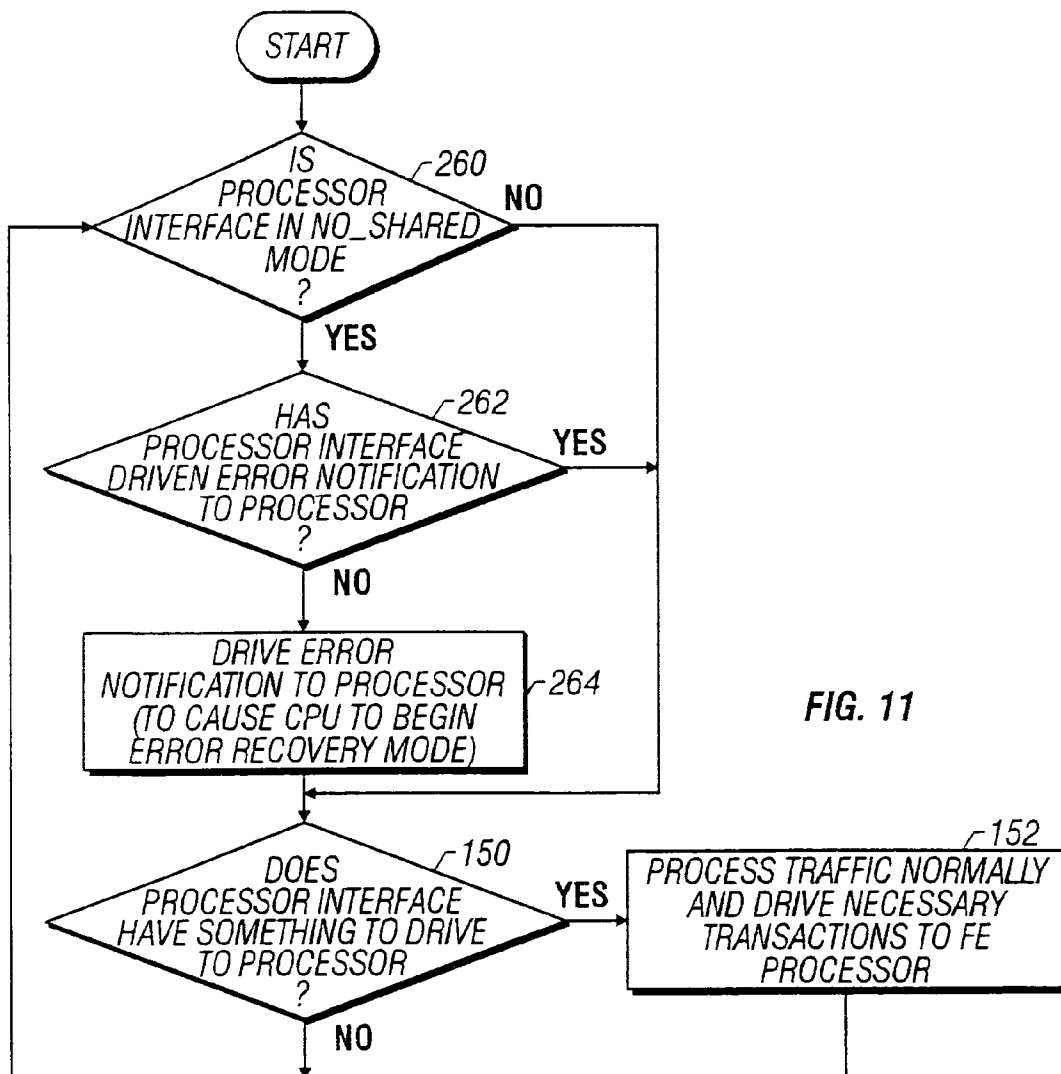 START
IS
PROCESSOR
INTERFACE IN NO_SHARED
MODE
?
260
NO
YES
HAS
PROCESSOR INTERFACE
DRIVEN ERROR NOTIFICATION
TO PROCESSOR
?
262
YES
NO
DRIVE ERROR
NOTIFICATION TO PROCESSOR
(TO CAUSE CPU TO BEGIN
ERROR RECOVERY MODE)
264
FIG. 11
DOES
PROCESSOR INTERFACE
HAVE SOMETHING TO DRIVE
TO PROCESSOR
?
150
YES
NO
152
PROCESS TRAFFIC NORMALLY
AND DRIVE NECESSARY
TRANSACTIONS TO FE
PROCESSOR